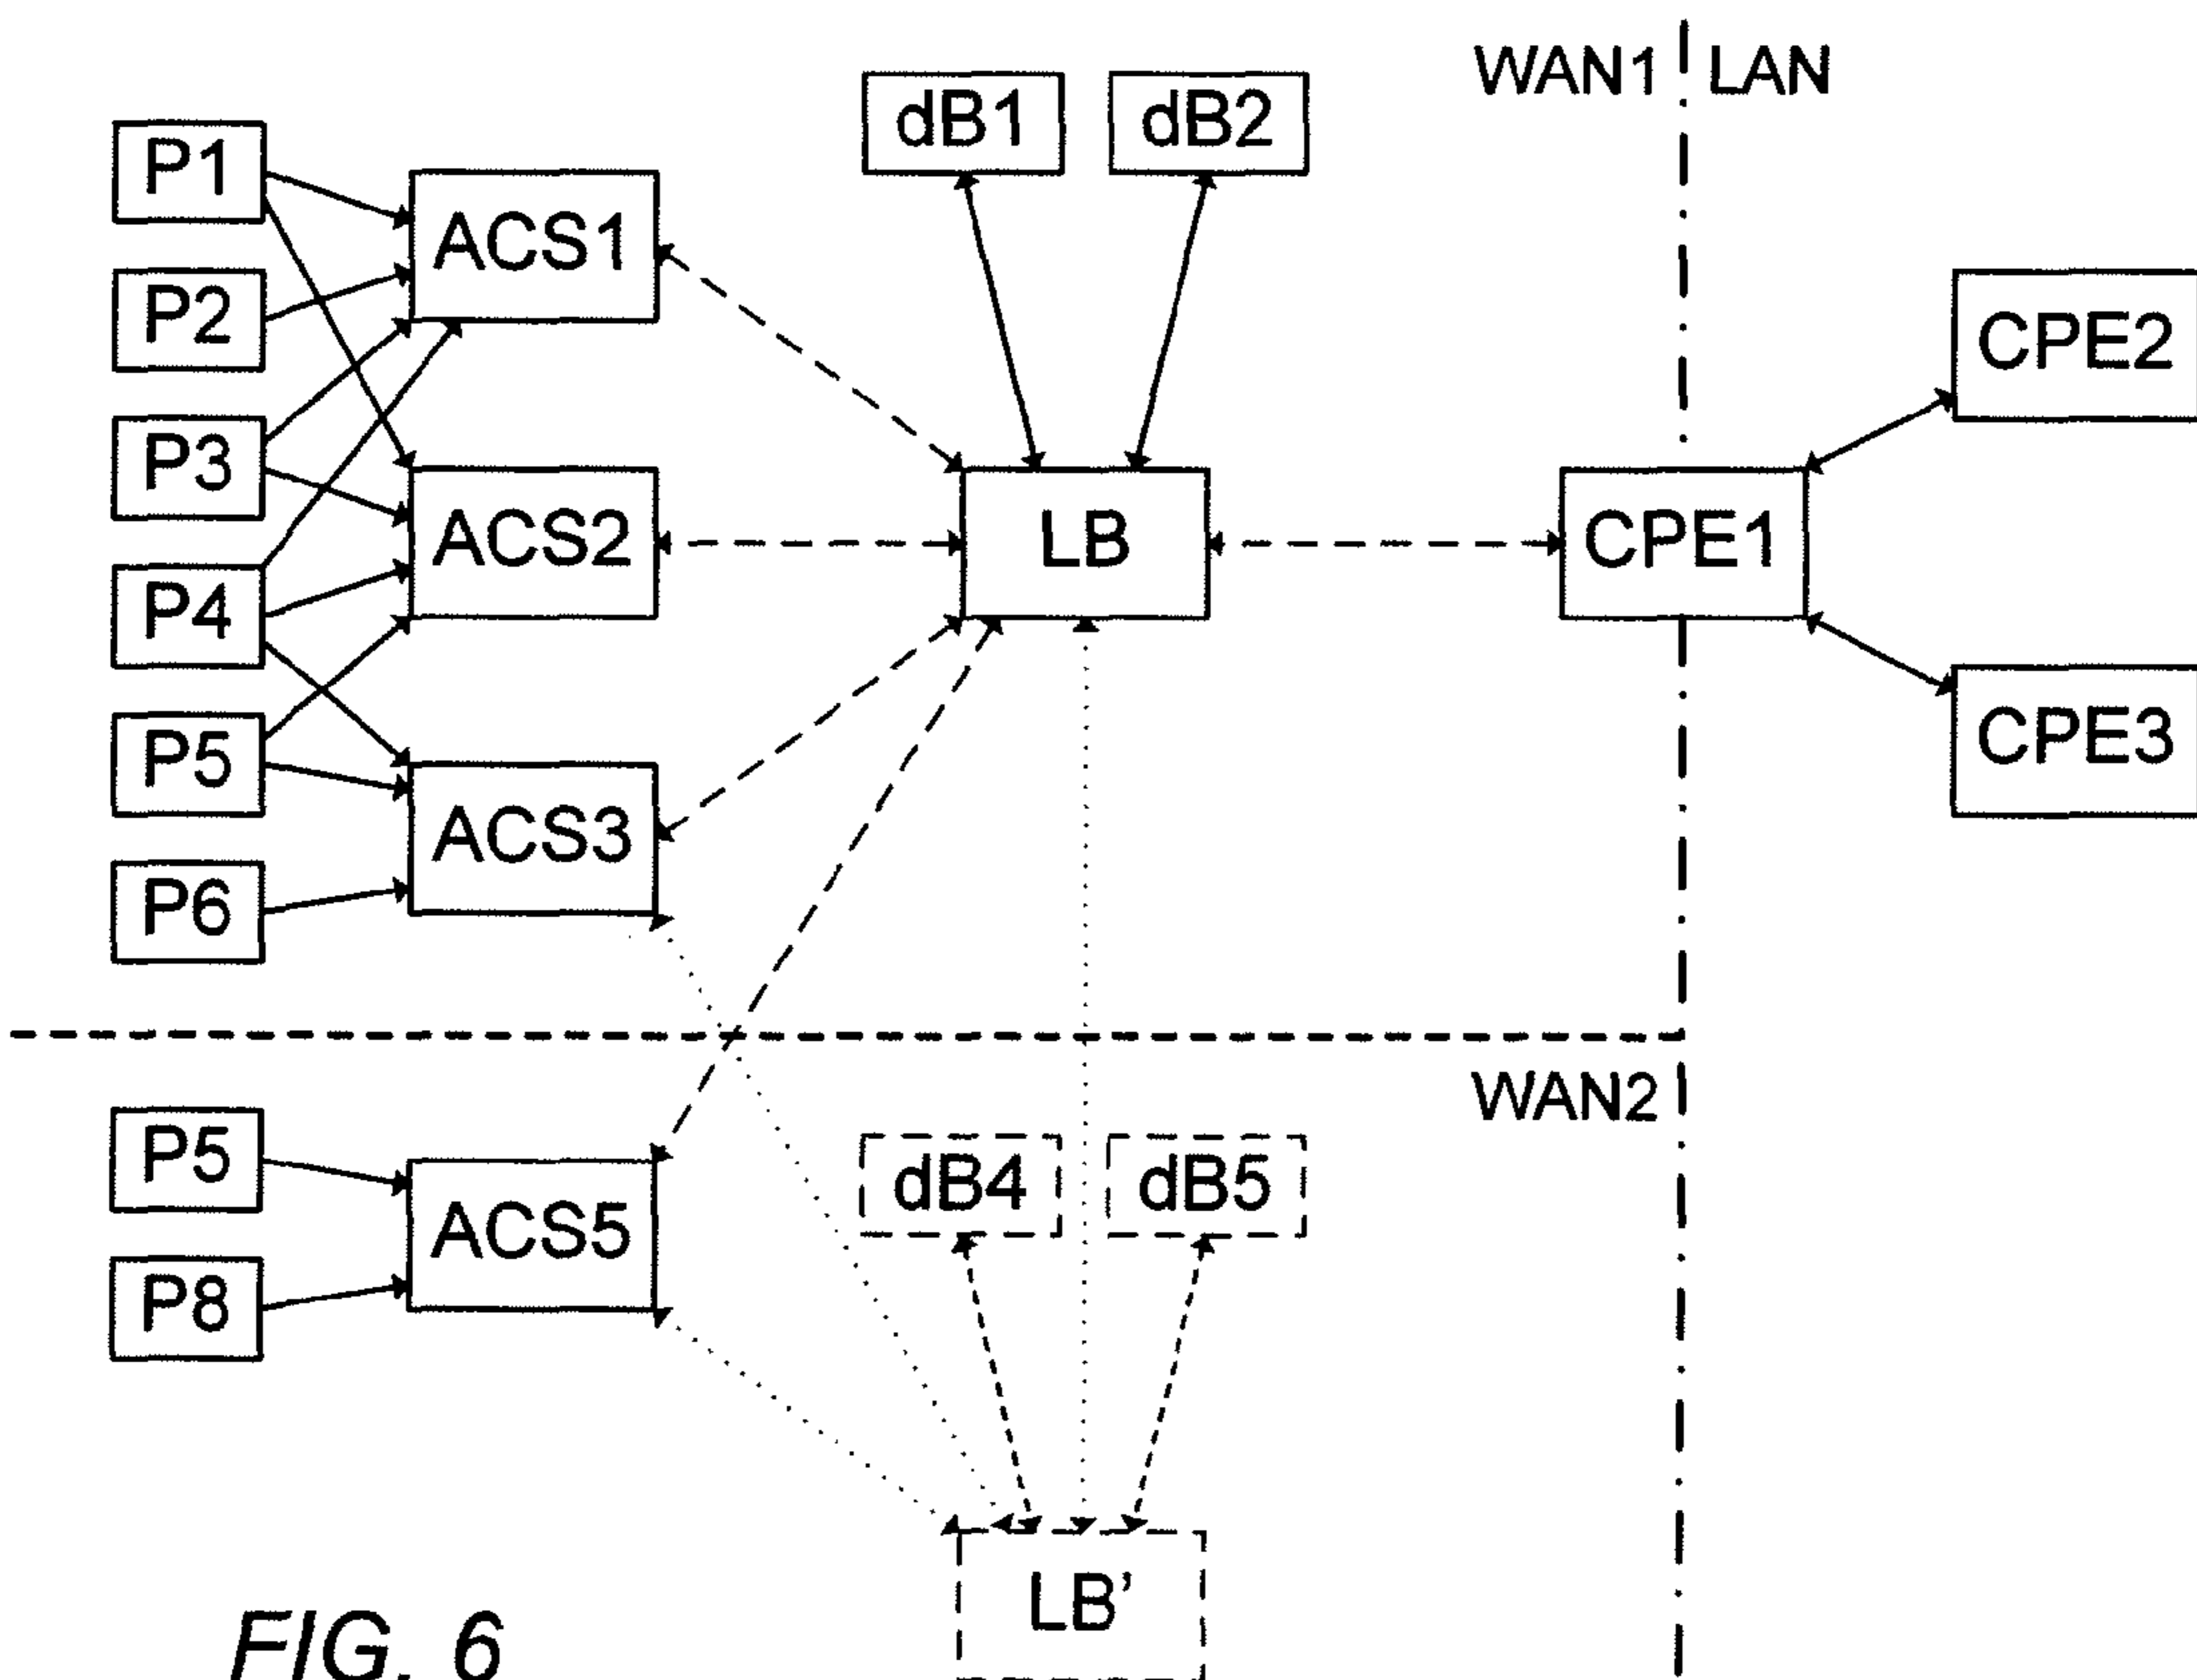 WAN1
LAN
dB1
dB2
P1
ACS1
P2
CPE2
P3
ACS2
LB
CPE1
P4
P5
CPE3
ACS3
P6
WAN2
P5
dB4
dB5
ACS5
P8
LB’
FIG. 6